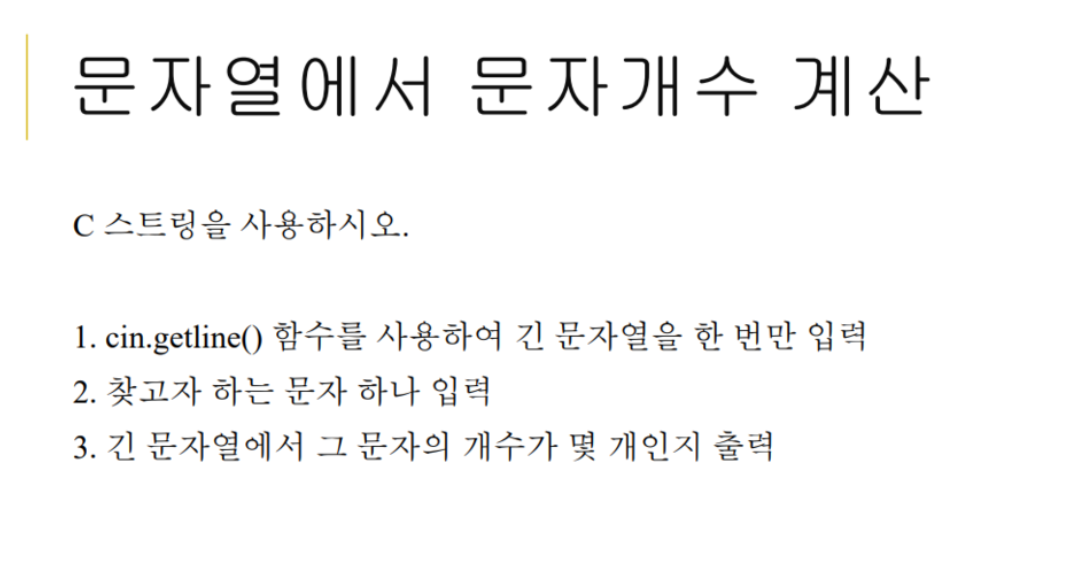 문자열에서 문자개수 계산
C 스트링을 사용하시오.
1. cin.getline() 함수를 사용하여 긴 문자열을 한 번만 입력
2. 찾고자 하는 문자 하나 입력
3. 긴 문자열에서 그 문자의 개수가 몇 개인지 출력